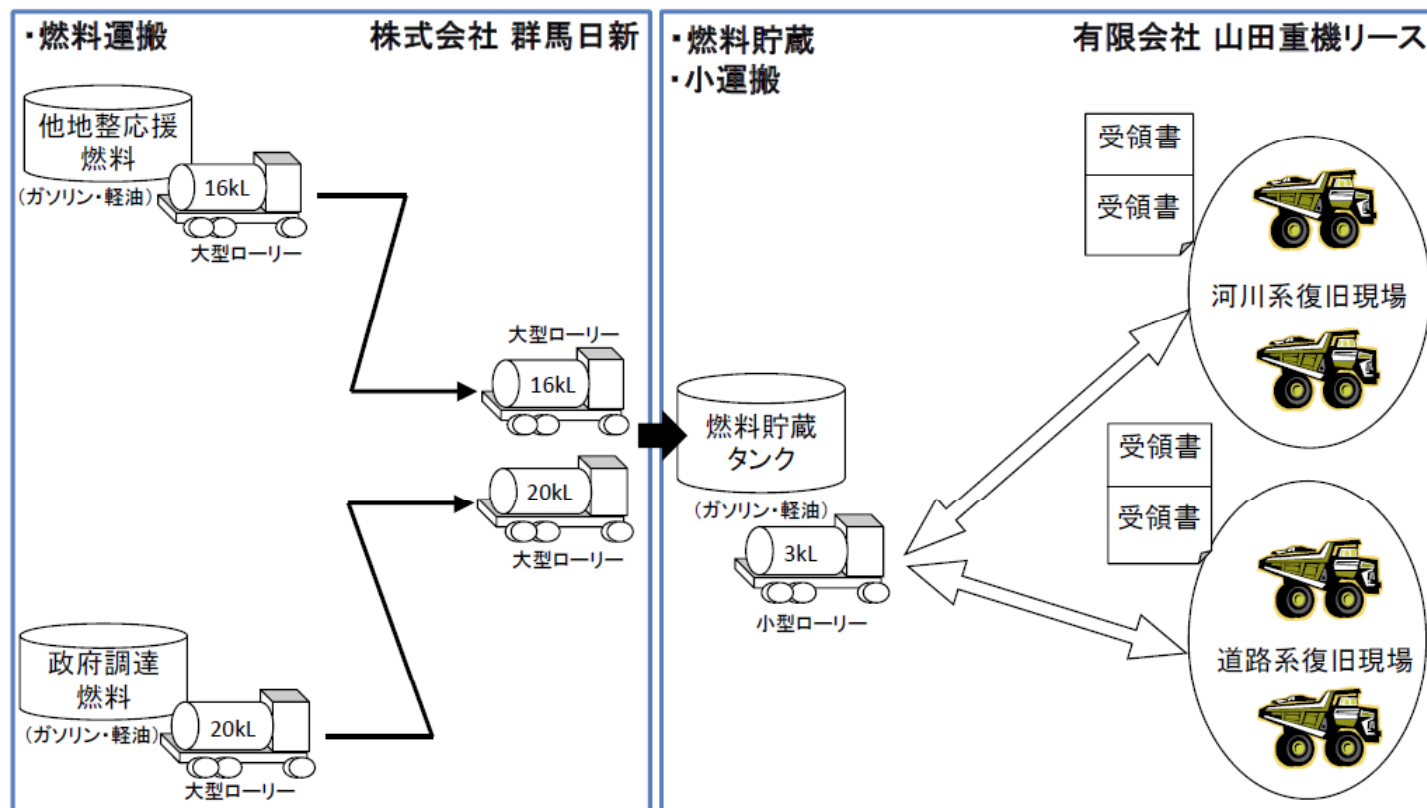 ・燃料運搬
株式会社 群馬日新
他地整応援
燃料
(ガソリン・軽油)
16kL
大型ローリー
大型ローリー
16kL
20kL
大型ローリー
政府調達
燃料
(ガソリン・軽油)
20kL
大型ローリー
・燃料貯蔵
・小運搬
有限会社 山田重機リース
受領書
受領書
河川系復旧現場
燃料貯蔵
タンク
(ガソリン・軽油)
3kL
小型ローリー
受領書
受領書
道路系復旧現場